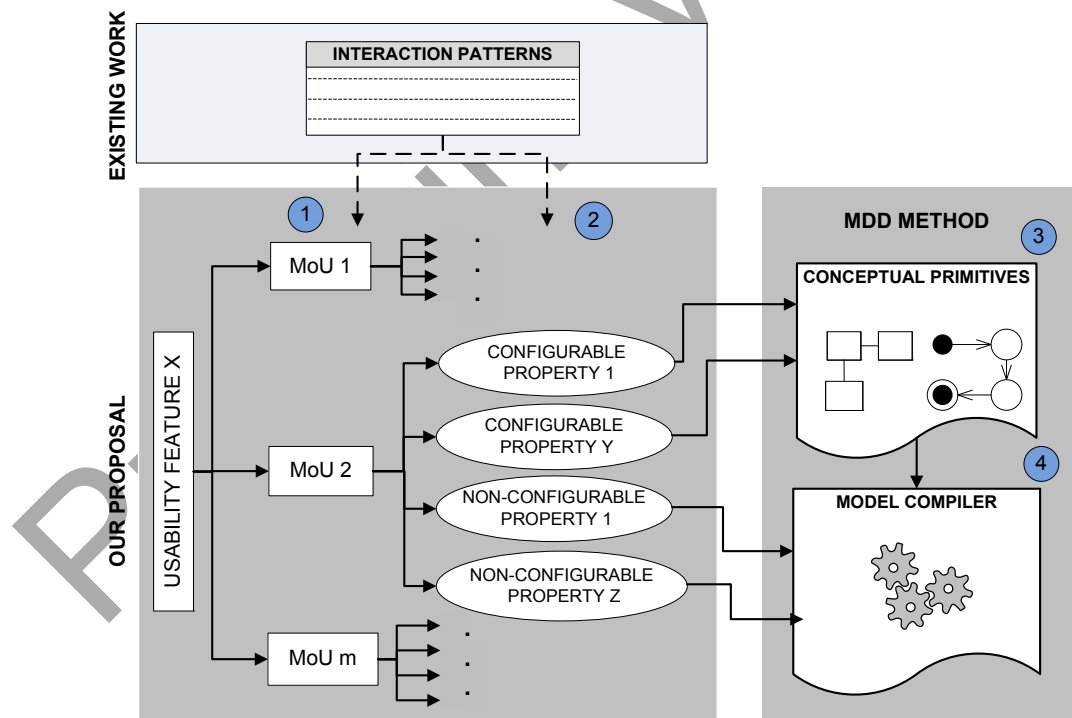 EXISTING WORK
INTERACTION PATTERNS
OUR PROPOSAL
1
2
MDD METHOD
3
MoU 1
.
.
.
CONCEPTUAL PRIMITIVES
USABILITY FEATURE X
CONFIGURABLE
PROPERTY 1
CONFIGURABLE
PROPERTY Y
MoU 2
NON-CONFIGURABLE
PROPERTY 1
NON-CONFIGURABLE
PROPERTY Z
4
MODEL COMPILER
MoU m
.
.
.